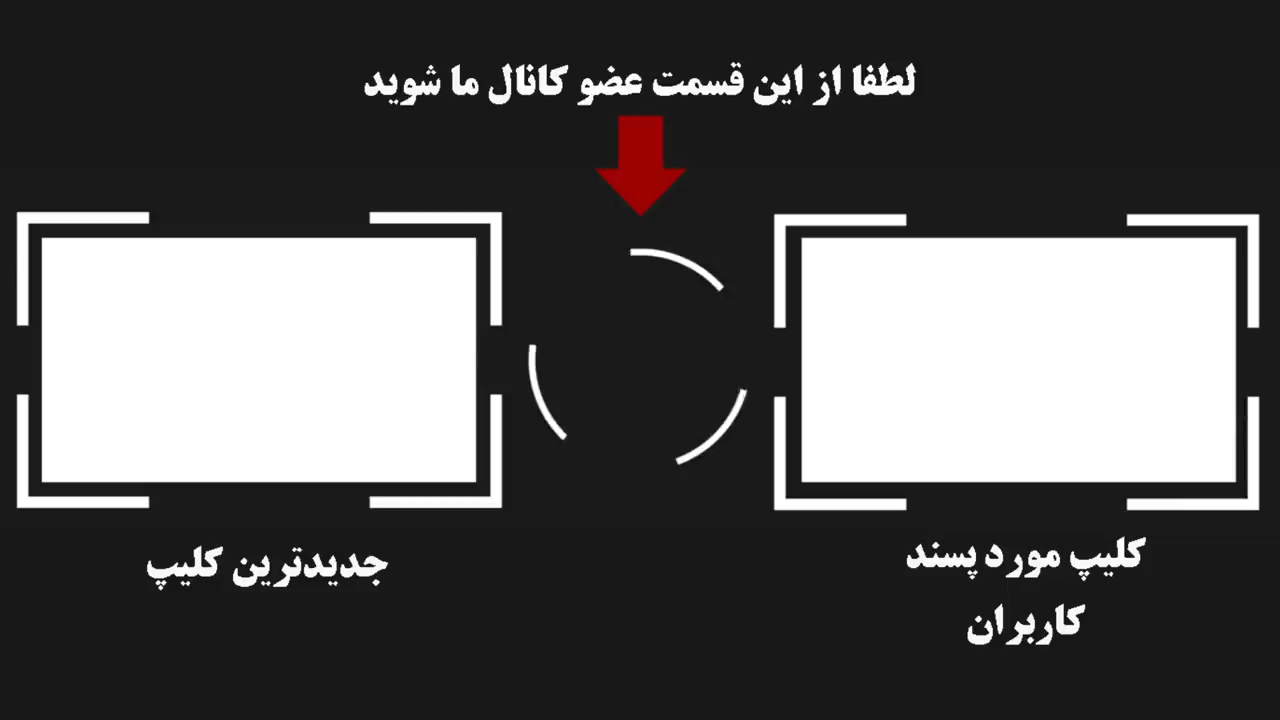 لطفا از این قسمت عضو کانال ما شوید
کلیپ مورد پسند
کاربران
جدیدترین کلیپ